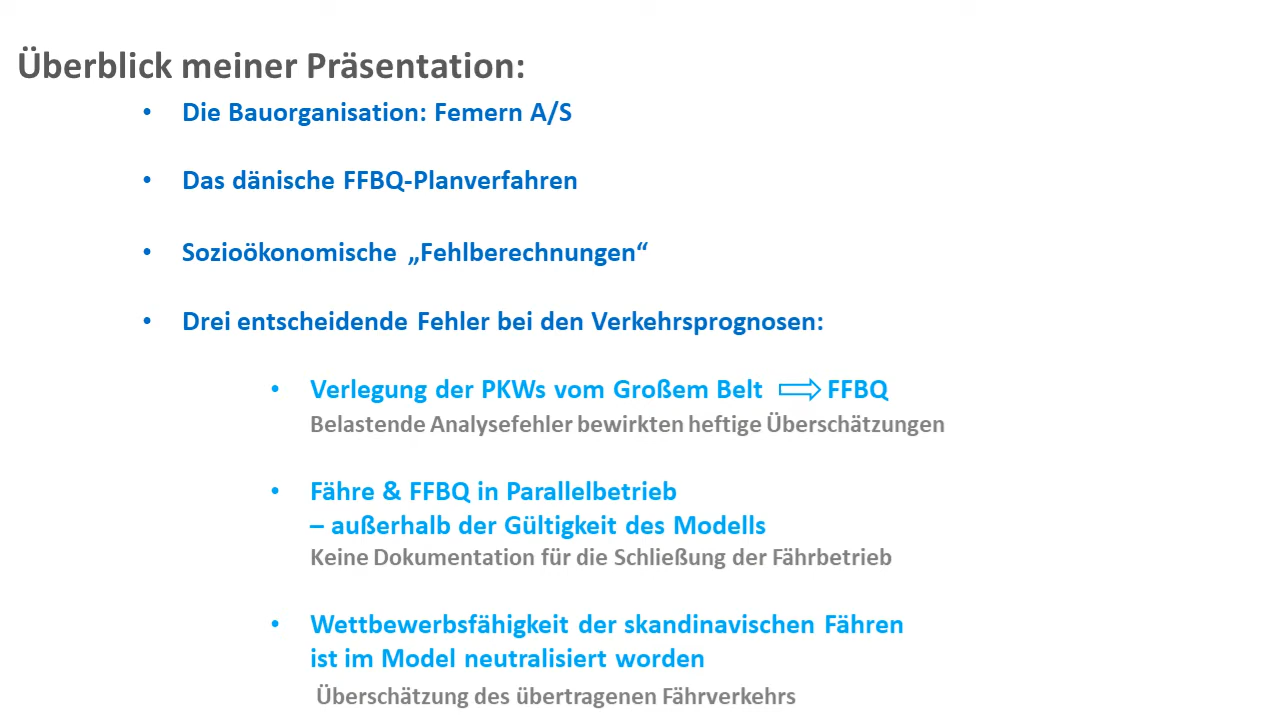 Überblick meiner Präsentation:
• Die Bauorganisation: Femern A/S
• Das dänische FFBQ-Planverfahren
• Sozioökonomische „Fehlberechnungen“
• Drei entscheidende Fehler bei den Verkehrsprognosen:
• Verlegung der PKWs vom Großem Belt ⇨ FFBQ
Belastende Analysefehler bewirkten heftige Überschätzungen
• Fähre & FFBQ in Parallelbetrieb
– außerhalb der Gültigkeit des Modells
Keine Dokumentation für die Schließung der Fährbetrieb
• Wettbewerbsfähigkeit der skandinavischen Fähren
ist im Model neutralisiert worden
Überschätzung des übertragenen Fährverkehrs